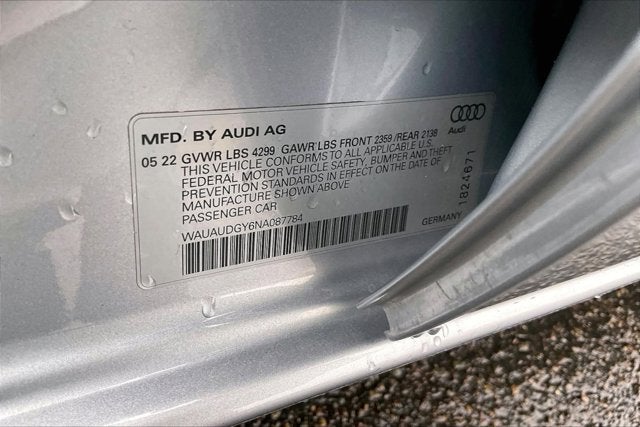 MFD. BY AUDI AG
Audi
05 22 GVWR LBS 4299 GAWR LBS FRONT 2359 /REAR 2138
THIS VEHICLE CONFORMS TO ALL APPLICABLE U.S.
FEDERAL MOTOR VEHICLE SAFETY, BUMPER AND THEFT
PREVENTION STANDARDS IN EFFECT ON THE DATE OF
MANUFACTURE SHOWN ABOVE
PASSENGER CAR
WAUAUDGY6NA087784
GERMANY
1824671